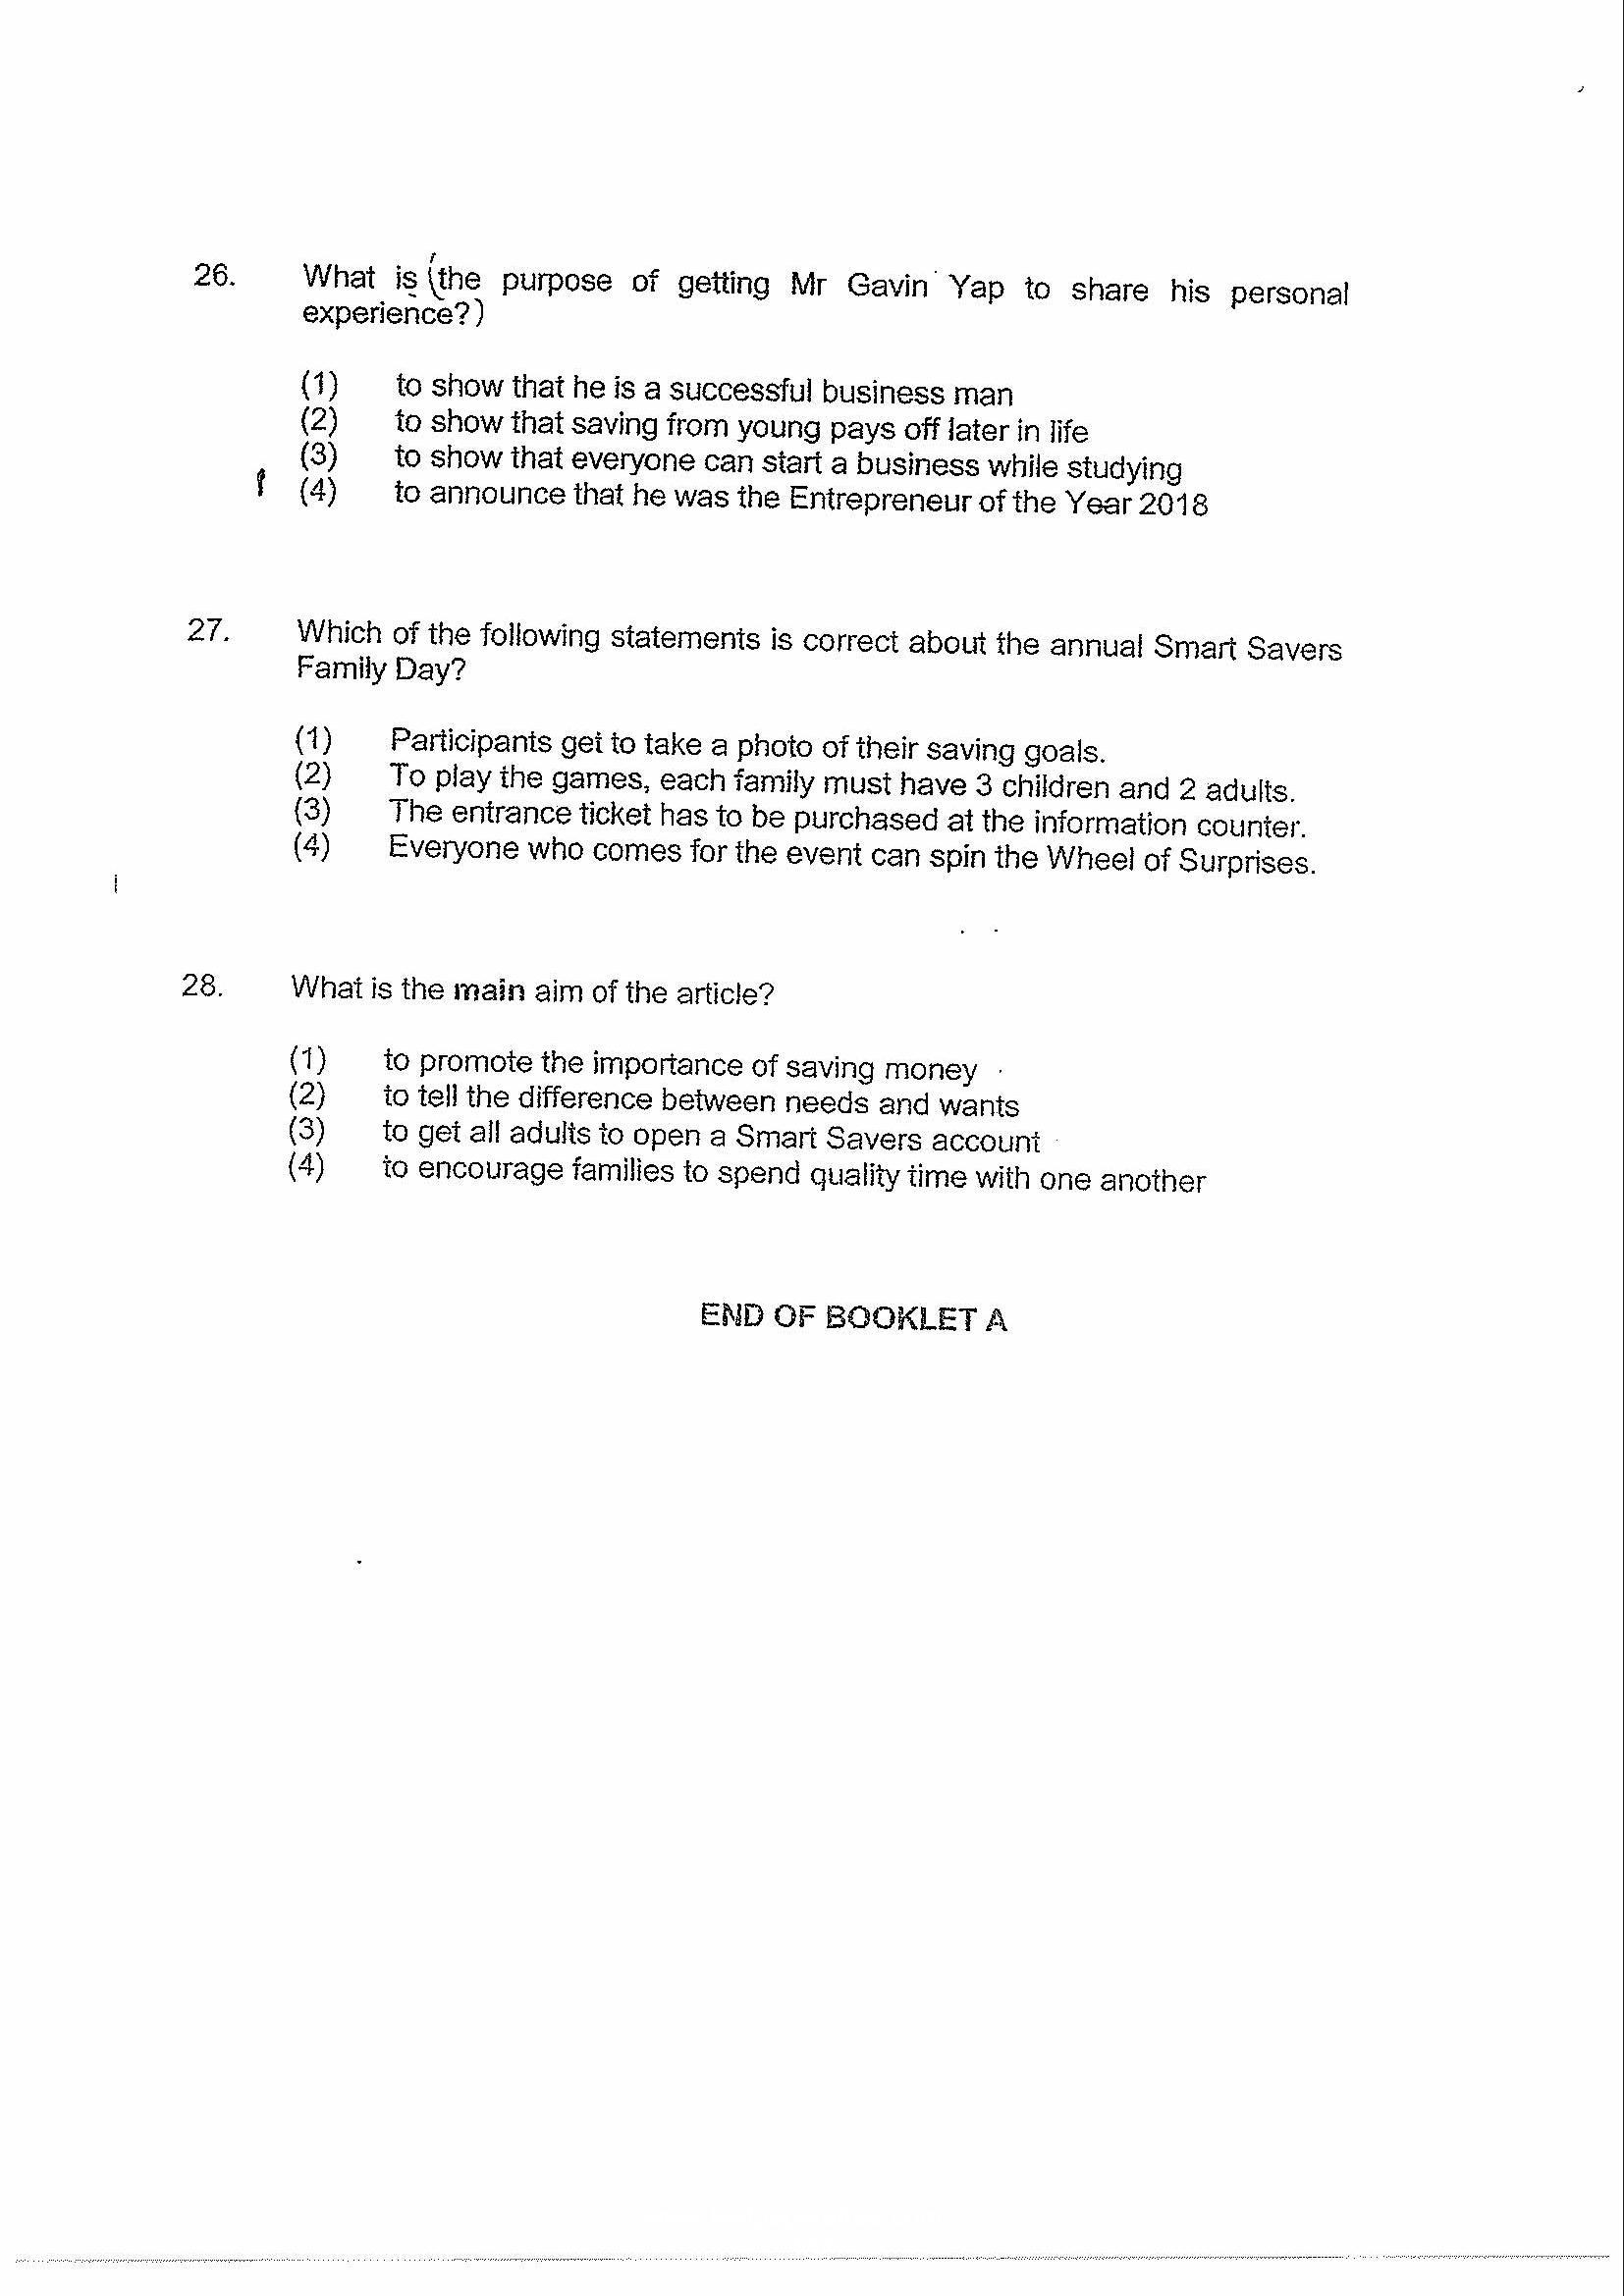 26. What is (the purpose of getting Mr Gavin Yap to share his personal
experience?)
(1) to show that he is a successful business man
(2) to show that saving from young pays off later in life
(3) to show that everyone can start a business while studying
(4) to announce that he was the Entrepreneur of the Year 2018
27. Which of the following statements is correct about the annual Smart Savers
Family Day?
(1) Participants get to take a photo of their saving goals.
(2) To play the games, each family must have 3 children and 2 adults.
(3) The entrance ticket has to be purchased at the information counter.
(4) Everyone who comes for the event can spin the Wheel of Surprises.
28. What is the main aim of the article?
(1) to promote the importance of saving money
(2) to tell the difference between needs and wants
(3) to get all adults to open a Smart Savers account
(4) to encourage families to spend quality time with one another
END OF BOOKLET A